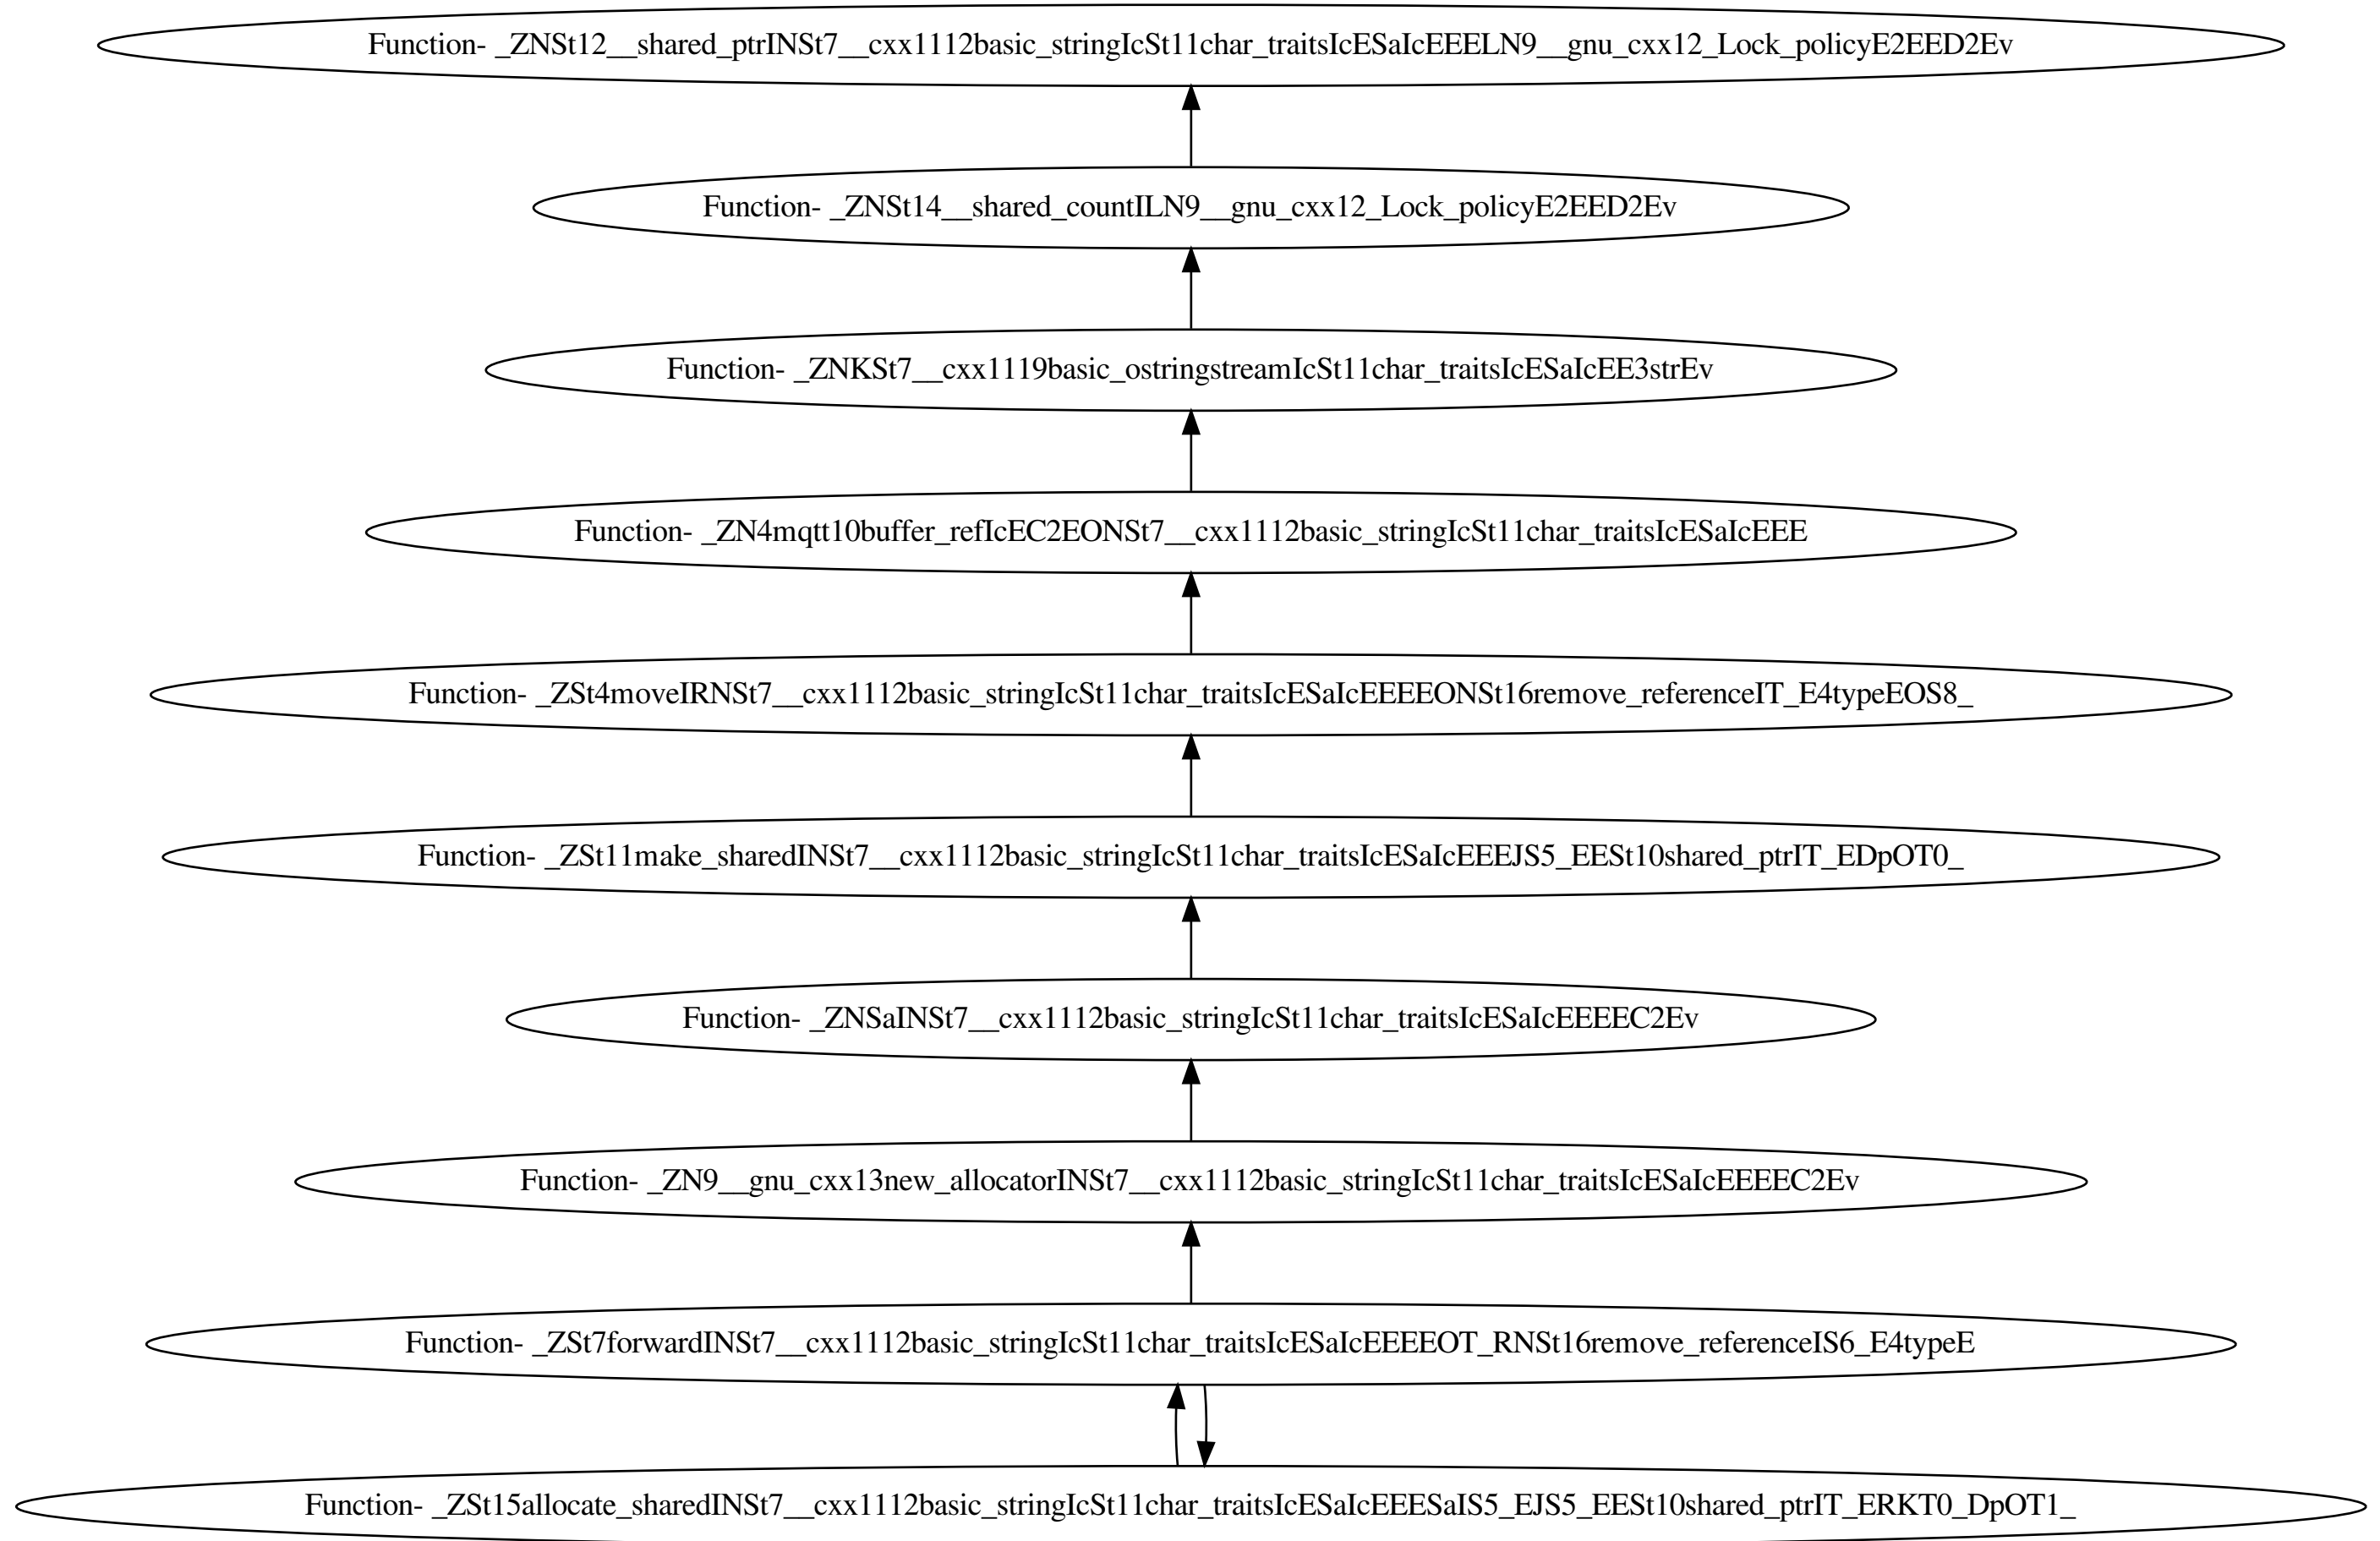 Function- _ZNSt12__shared_ptrINSt7__cxx1112basic_stringIcSt11char_traitsIcESaIcEEELN9__gnu_cxx12_Lock_policyE2EED2Ev
Function- _ZNSt14__shared_countILN9__gnu_cxx12_Lock_policyE2EED2Ev
Function- _ZNKSt7__cxx1119basic_ostringstreamIcSt11char_traitsIcESaIcEE3strEv
Function- _ZN4mqtt10buffer_refIcEC2EONSt7__cxx1112basic_stringIcSt11char_traitsIcESaIcEEE
Function- _ZSt4moveIRNSt7__cxx1112basic_stringIcSt11char_traitsIcESaIcEEEEONSt16remove_referenceIT_E4typeEOS8_
Function- _ZSt11make_sharedINSt7__cxx1112basic_stringIcSt11char_traitsIcESaIcEEEJS5_EESt10shared_ptrIT_EDpOT0_
Function- _ZNSaINSt7__cxx1112basic_stringIcSt11char_traitsIcESaIcEEEEC2Ev
Function- _ZN9__gnu_cxx13new_allocatorINSt7__cxx1112basic_stringIcSt11char_traitsIcESaIcEEEEC2Ev
Function- _ZSt7forwardINSt7__cxx1112basic_stringIcSt11char_traitsIcESaIcEEEEOT_RNSt16remove_referenceIS6_E4typeE
Function- _ZSt15allocate_sharedINSt7__cxx1112basic_stringIcSt11char_traitsIcESaIcEEESaIS5_EJS5_EESt10shared_ptrIT_ERKT0_DpOT1_